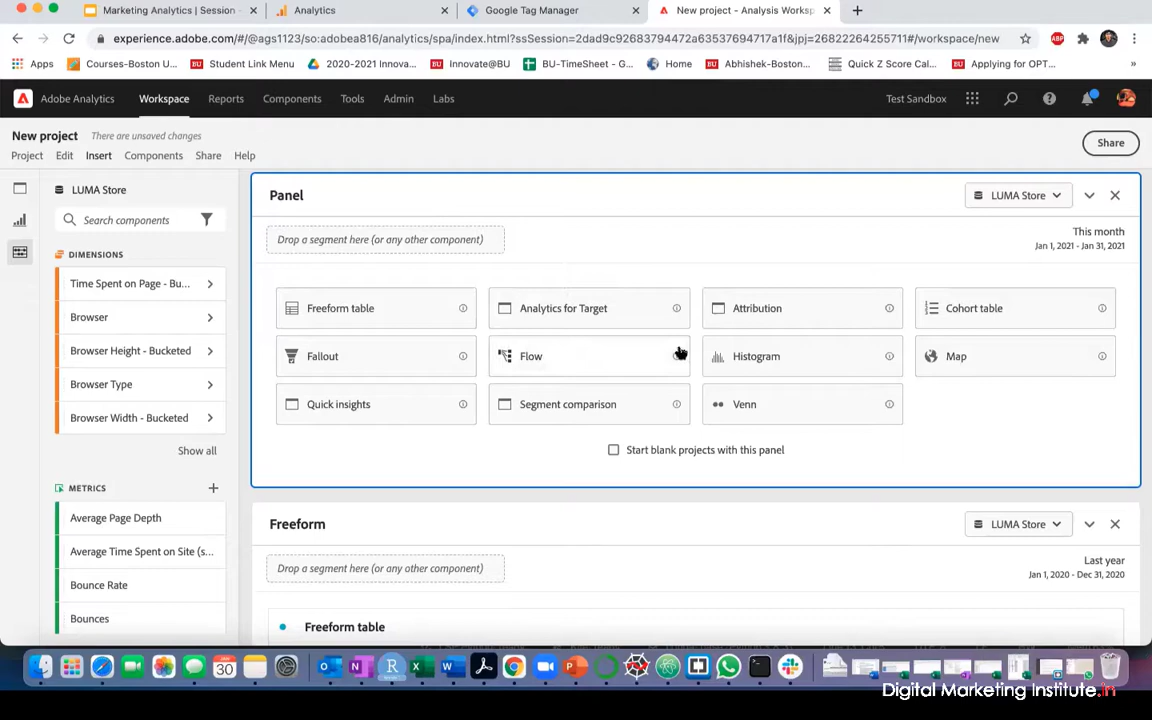 Marketing Analytics | Session -
Analytics
Google Tag Manager
New project - Analysis Worksp
experience.adobe.com/#/@ags1123/so:adobea816/analytics/spa/index.html?ssSession=2dad9c92683794472a63537694717a1f&jpj=26822264255711#/workspace/new
ABP
Apps
Courses-Boston U...
BU
Student Link Menu
2020-2021 Innova...
BU
Innovate@BU
BU-TimeSheet - G...
Home
BU
Abhishek-Boston...
Quick Z Score Cal...
BU
Applying for OPT...
»
Adobe Analytics
Workspace
Reports
Components
Tools
Admin
Labs
Test Sandbox
New project
There are unsaved changes
Project
Edit
Insert
Components
Share
Help
Share
LUMA Store
Search components
DIMENSIONS
Time Spent on Page - Bu...
Browser
Browser Height - Bucketed
Browser Type
Browser Width - Bucketed
Show all
METRICS
Average Page Depth
Average Time Spent on Site (s...
Bounce Rate
Bounces
Panel
LUMA Store
Drop a segment here (or any other component)
This month
Jan 1, 2021 - Jan 31, 2021
Freeform table
Analytics for Target
Attribution
Cohort table
Fallout
Flow
Histogram
Map
Quick insights
Segment comparison
Venn
Start blank projects with this panel
Freeform
LUMA Store
Drop a segment here (or any other component)
Last year
Jan 1, 2020 - Dec 31, 2020
Freeform table
30
Digital Marketing Institute.in